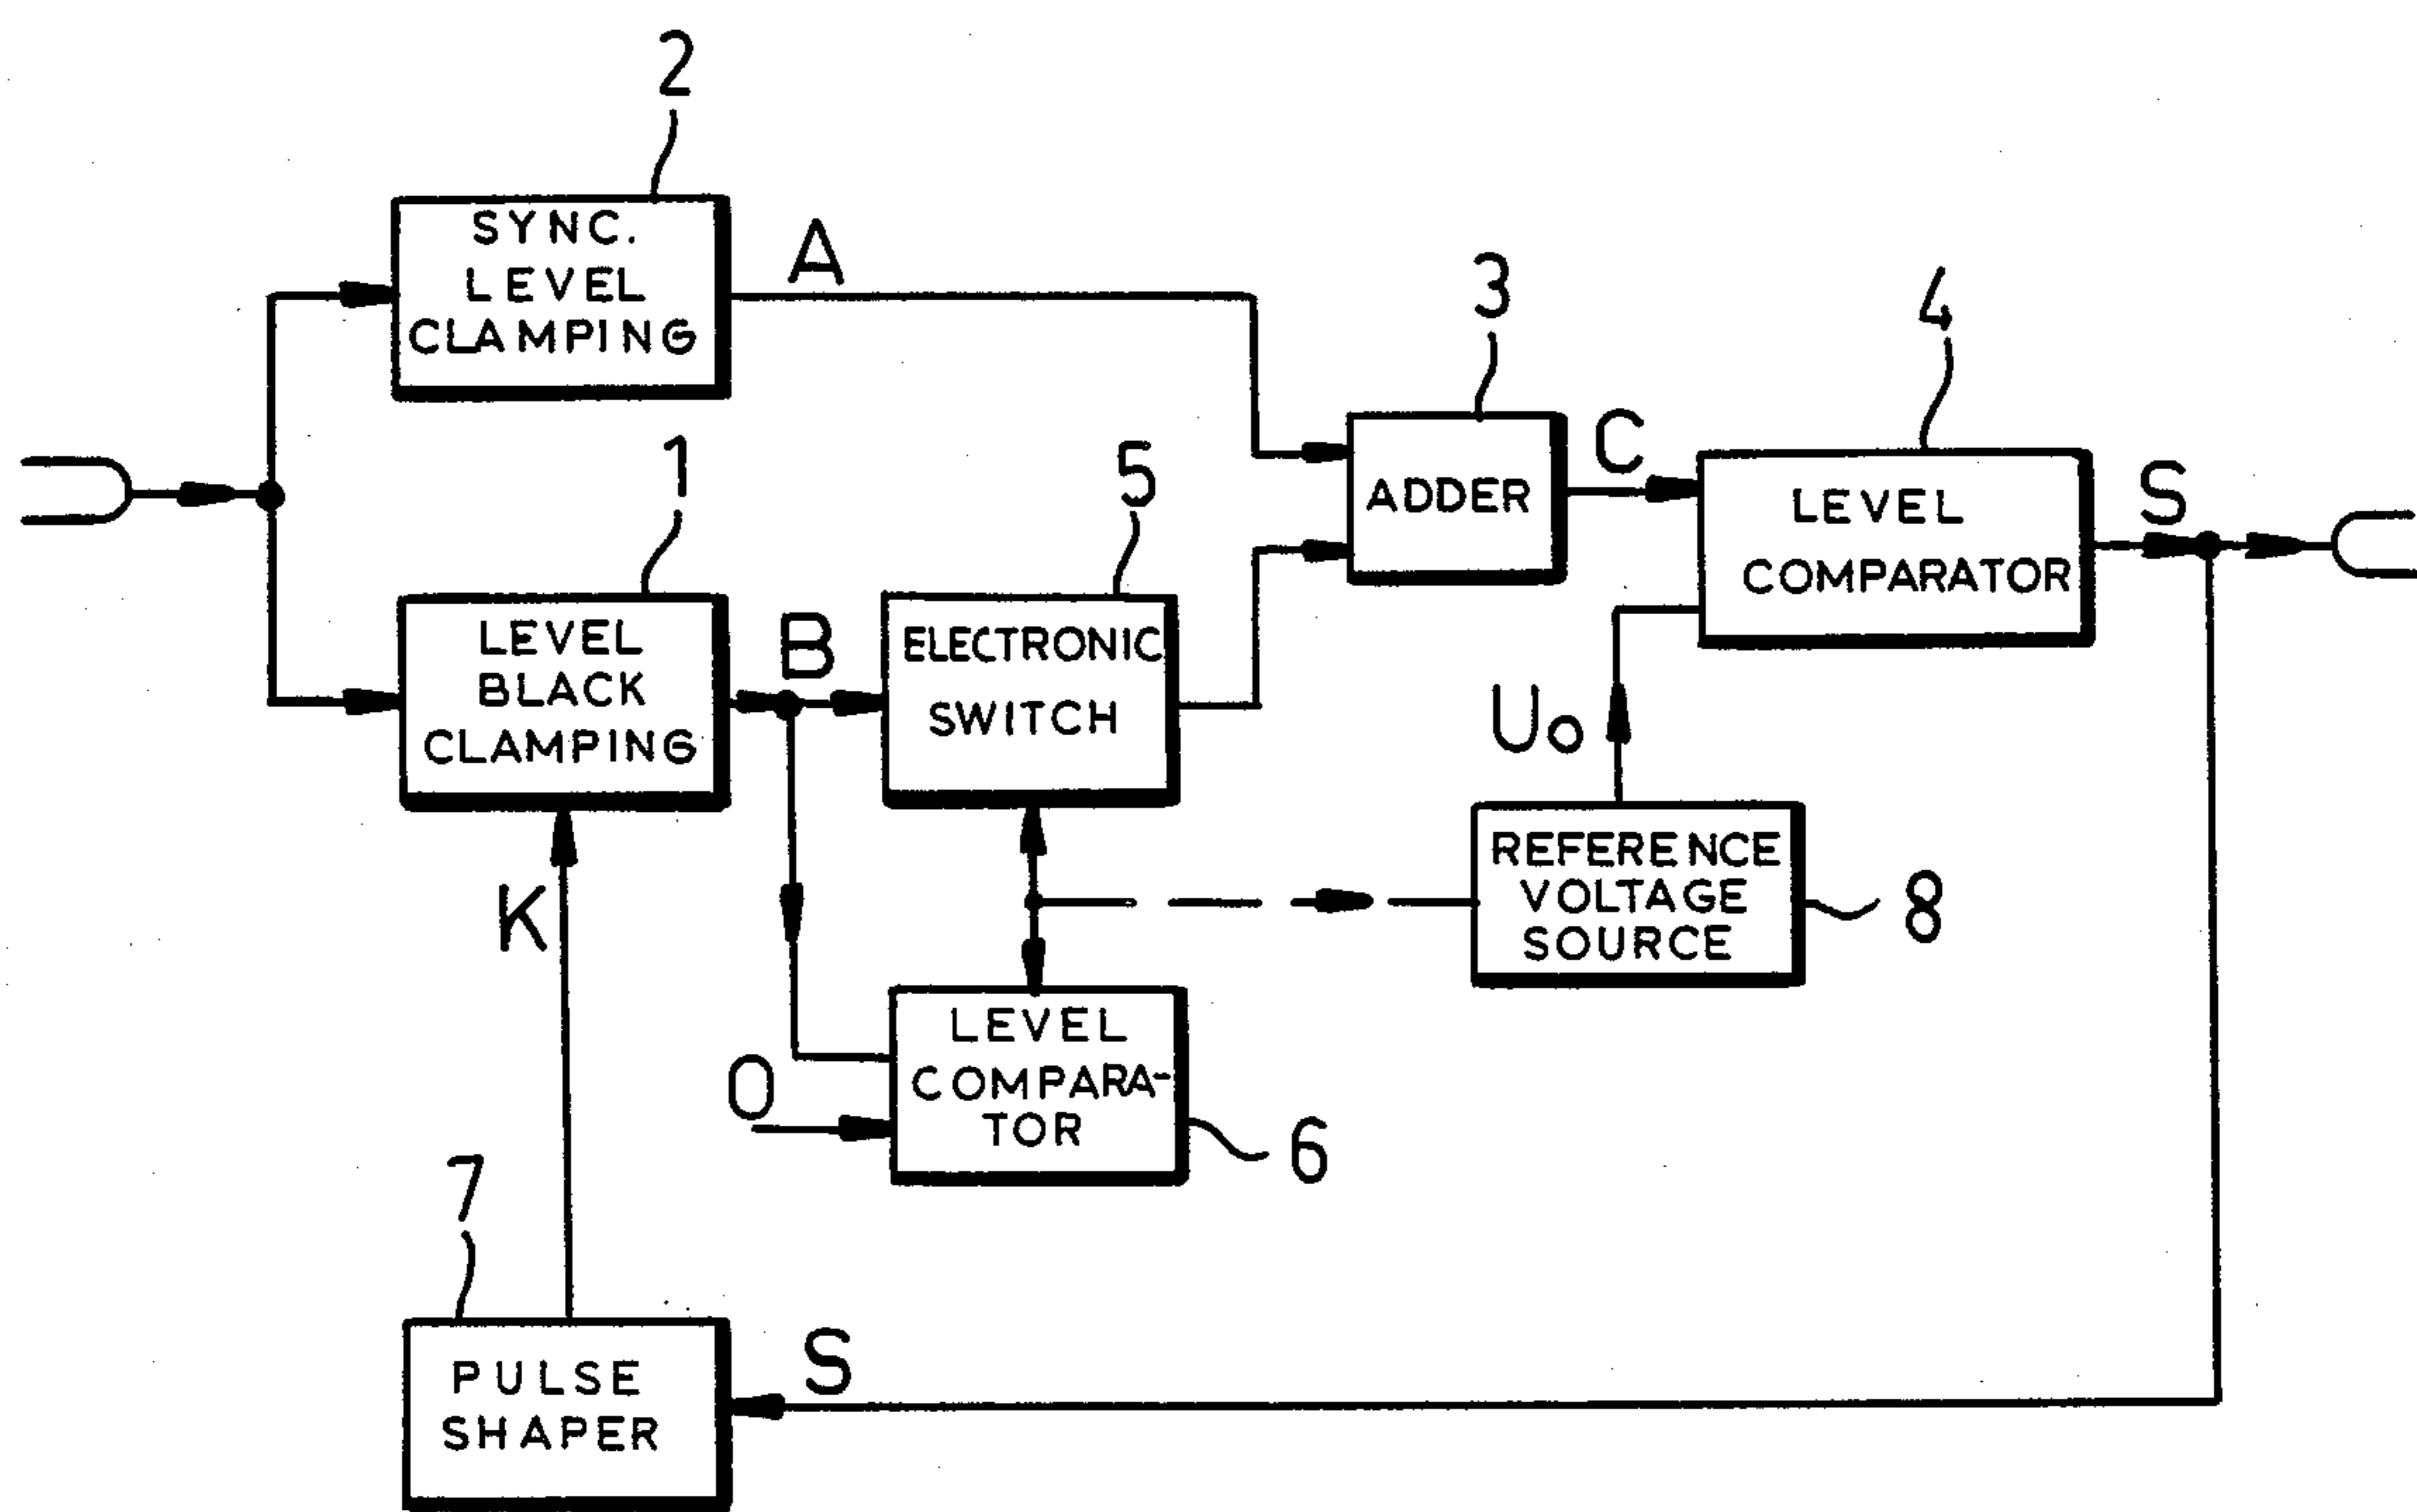 2
SYNC.
LEVEL
CLAMPING
A
3
4
1
5
C
ADDER
LEVEL
COMPARATOR
S
LEVEL
BLACK
CLAMPING
B
ELECTRONIC
SWITCH
Uo
K
REFERENCE
VOLTAGE
SOURCE
8
LEVEL
COMPARA-
TOR
O
6
7
PULSE
SHAPER
S